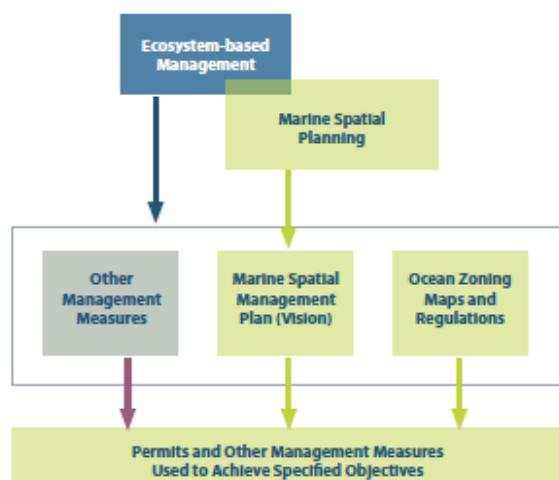 Ecosystem-based
Management
Marine Spatial
Planning
Other
Management
Measures
Marine Spatial
Management
Plan (Vision)
Ocean Zoning
Maps and
Regulations
Permits and Other Management Measures
Used to Achieve Specified Objectives